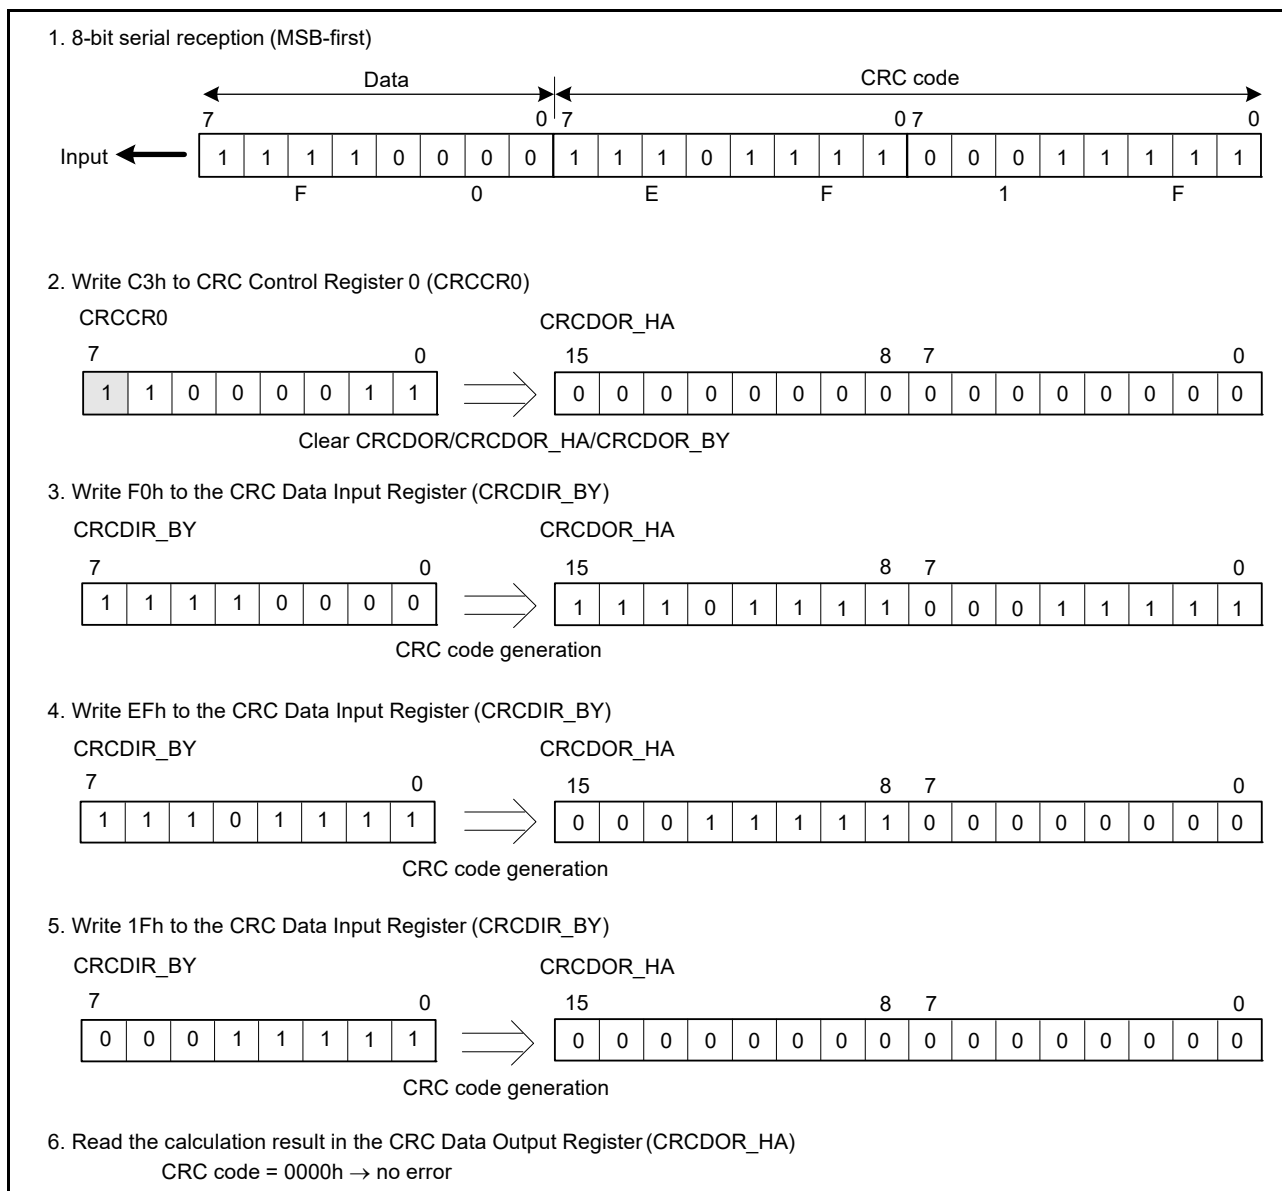 1. 8-bit serial reception (MSB-first)
Data CRC code
7 0 7 0 7 0
Input 1 1 1 1 0 0 0 0 1 1 1 0 1 1 1 1 0 0 0 1 1 1 1 1
F 0 E F 1 F
2. Write C3h to CRC Control Register 0 (CRCCR0)
CRCCR0 CRCDOR_HA
7 0 15 8 7 0
1 1 0 0 0 0 1 1 0 0 0 0 0 0 0 0 0 0 0 0 0 0 0 0
Clear CRCDOR/CRCDOR_HA/CRCDOR_BY
3. Write F0h to the CRC Data Input Register (CRCDIR_BY)
CRCDIR_BY CRCDOR_HA
7 0 15 8 7 0
1 1 1 1 0 0 0 0 1 1 1 0 1 1 1 1 0 0 0 1 1 1 1 1
CRC code generation
4. Write EFh to the CRC Data Input Register (CRCDIR_BY)
CRCDIR_BY CRCDOR_HA
7 0 15 8 7 0
1 1 1 0 1 1 1 1 0 0 0 1 1 1 1 1 0 0 0 0 0 0 0 0
CRC code generation
5. Write 1Fh to the CRC Data Input Register (CRCDIR_BY)
CRCDIR_BY CRCDOR_HA
7 0 15 8 7 0
0 0 0 1 1 1 1 1 0 0 0 0 0 0 0 0 0 0 0 0 0 0 0 0
CRC code generation
6. Read the calculation result in the CRC Data Output Register (CRCDOR_HA)
CRC code = 0000h → no error